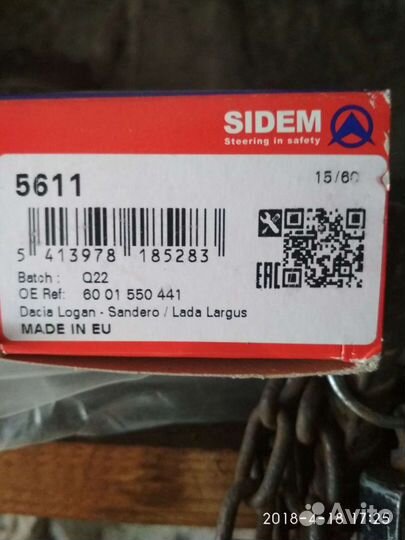 SIDEM
Steering in safety
5611
15/60
5 413978 185283
EAC
Batch : Q22
OE Ref: 60 01 550 441
Dacia Logan - Sandero / Lada Largus
MADE IN EU
2018-4-18 17:25
Avito